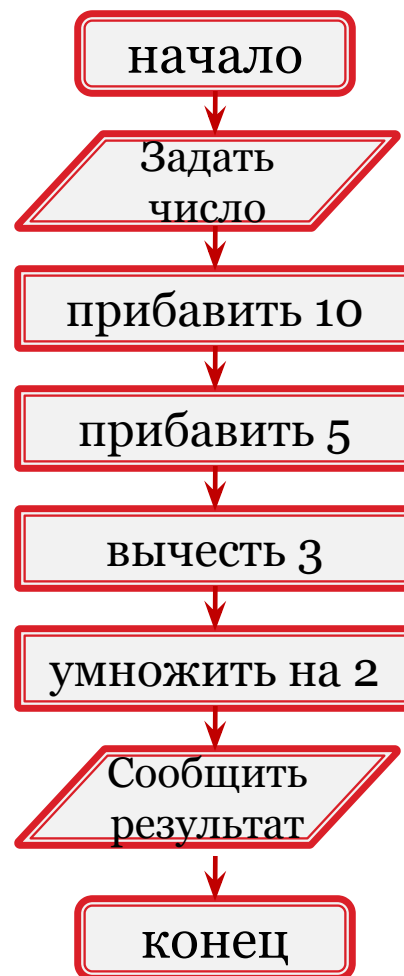 начало
Задать
число
прибавить 10
прибавить 5
вычесть 3
умножить на 2
Сообщить
результат
конец